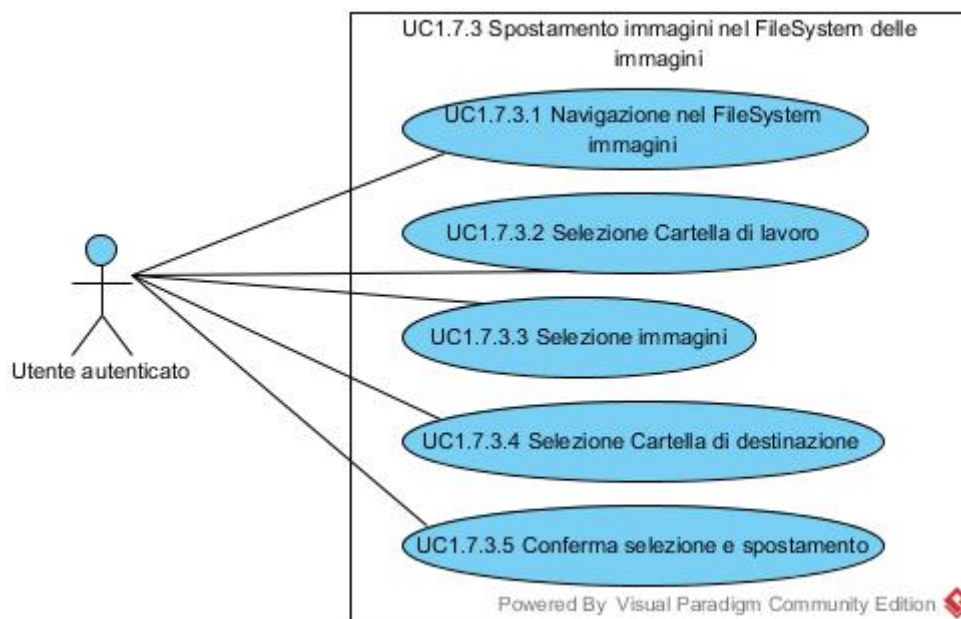 UC1.7.3 Spostamento immagini nel FileSystem delle
immagini
UC1.7.3.1 Navigazione nel FileSystem
immagini
UC1.7.3.2 Selezione Cartella di lavoro
UC1.7.3.3 Selezione immagini
Utente autenticato
UC1.7.3.4 Selezione Cartella di destinazione
UC1.7.3.5 Conferma selezione e spostamento
Powered By Visual Paradigm Community Edition